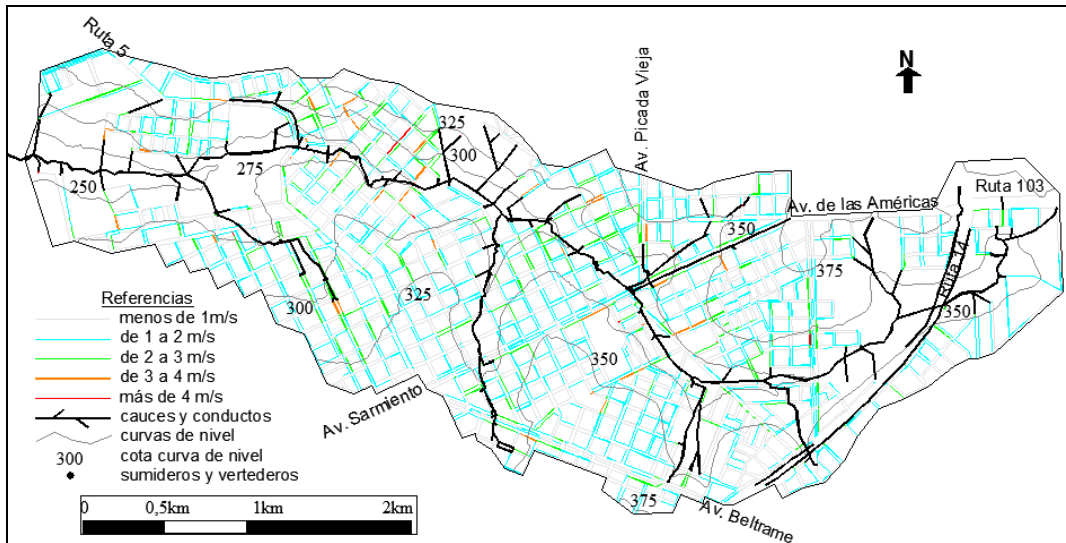 Ruta 5
N
Av. Picada Vieja
325
300
275
250
Ruta 103
Av. de las Américas
350
375
Ruta 14
350
300
325
350
Av. Sarmiento
375
Av. Beltrame
Referencias
menos de 1m/s
de 1 a 2 m/s
de 2 a 3 m/s
de 3 a 4 m/s
más de 4 m/s
cauces y conductos
curvas de nivel
300 cota curva de nivel
sumideros y vertederos
0 0,5km 1km 2km